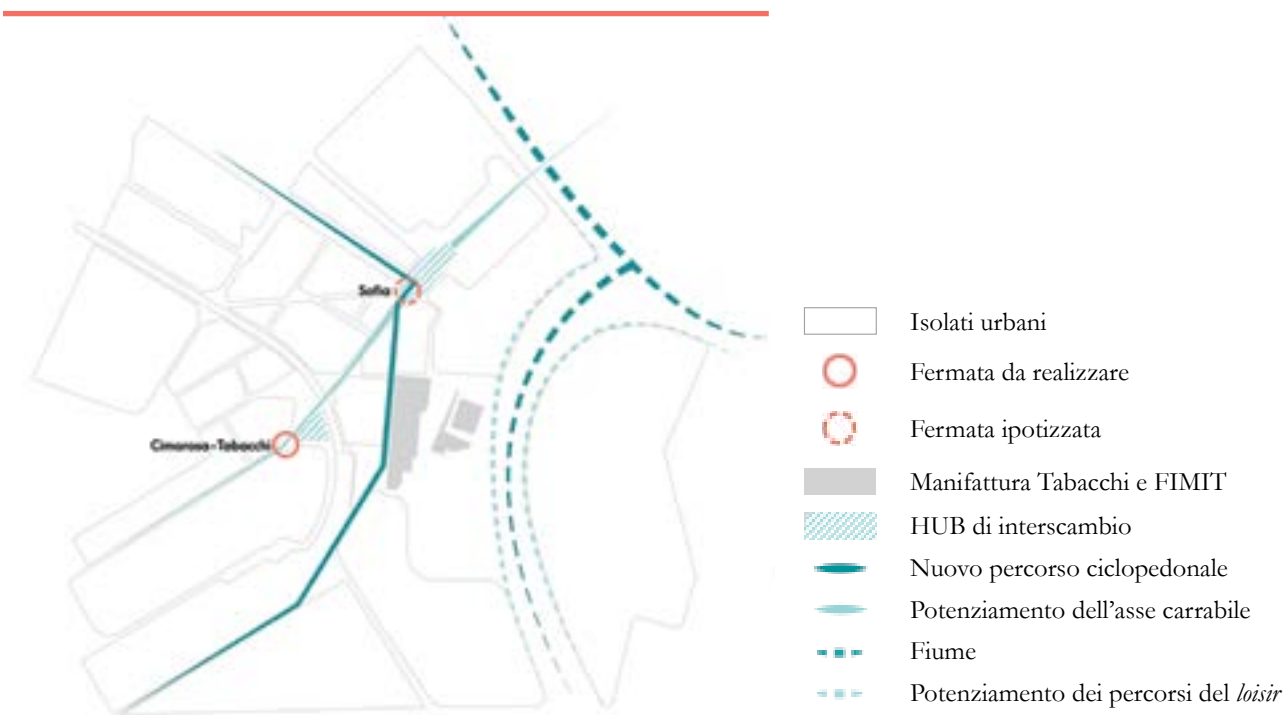 Sofia
Cimarosa-Tabacchi
Isolati urbani
Fermata da realizzare
Fermata ipotizzata
Manifattura Tabacchi e FIMIT
HUB di interscambio
Nuovo percorso ciclopedonale
Potenziamento dell’asse carrabile
Fiume
Potenziamento dei percorsi del loisir